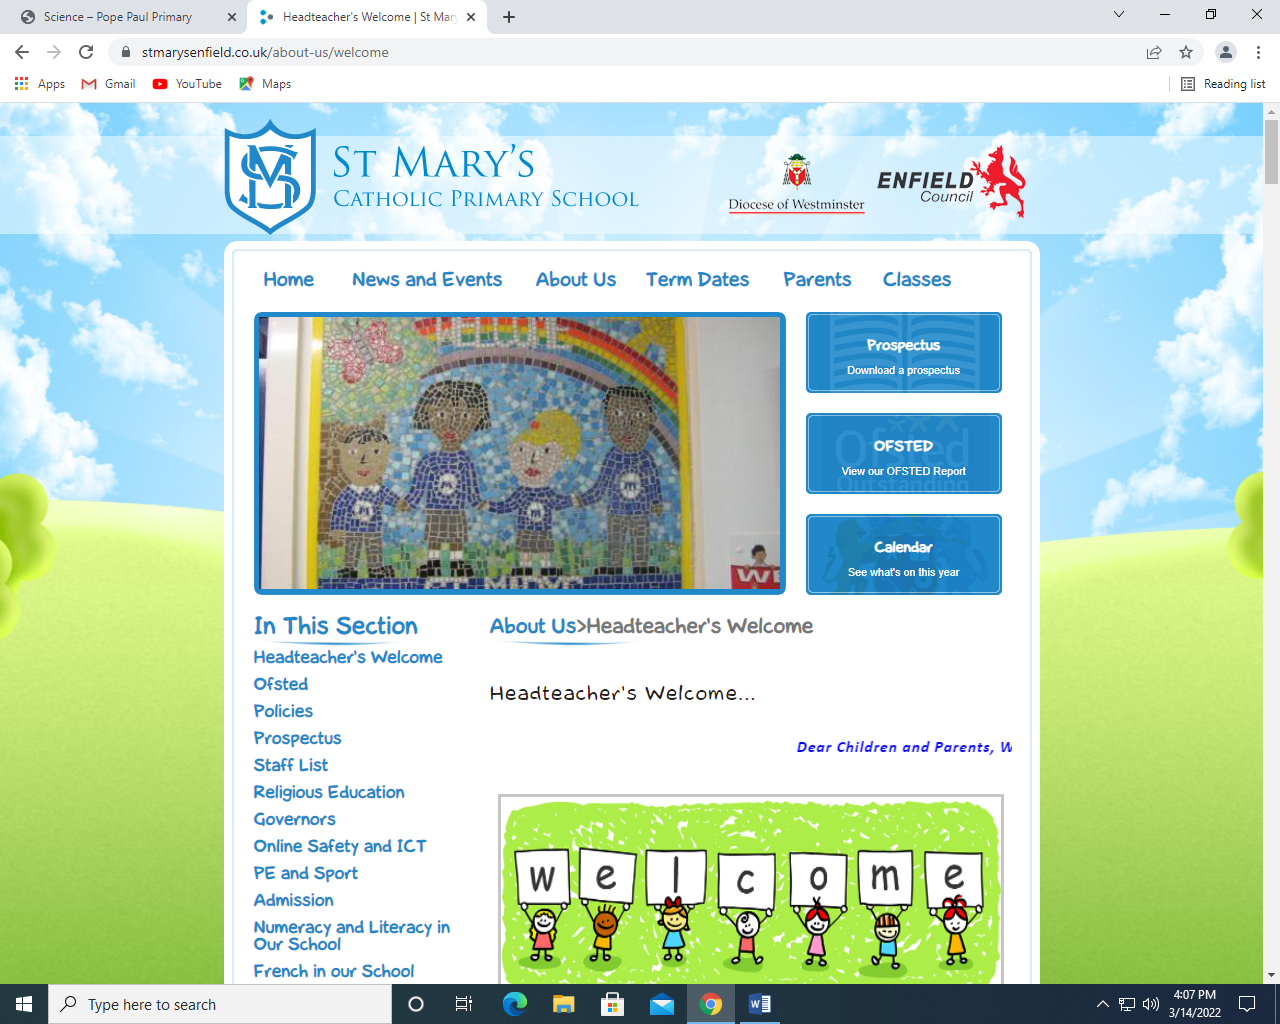 Science – Pope Paul Primary
Headteacher's Welcome | St Mary
stmarysenfield.co.uk/about-us/welcome
Apps
Gmail
YouTube
Maps
Reading list
ST MARY'S
CATHOLIC PRIMARY SCHOOL
Diocese of Westminster
ENFIELD
Council
Home
News and Events
About Us
Term Dates
Parents
Classes
Prospectus
Download a prospectus
OFSTED
View our OFSTED Report
Ofsted
Outstanding
Calendar
See what's on this year
In This Section
Headteacher's Welcome
Ofsted
Policies
Prospectus
Staff List
Religious Education
Governors
Online Safety and ICT
PE and Sport
Admission
Numeracy and Literacy in
Our School
French in our School
About Us>Headteacher's Welcome
Headteacher's Welcome...
Dear Children and Parents, W
welcome
Type here to search
4:07 PM
3/14/2022